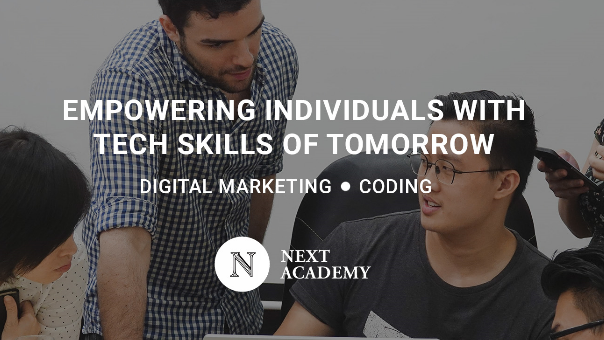 EMPOWERING INDIVIDUALS WITH
TECH SKILLS OF TOMORROW
DIGITAL MARKETING ● CODING
N NEXT
ACADEMY